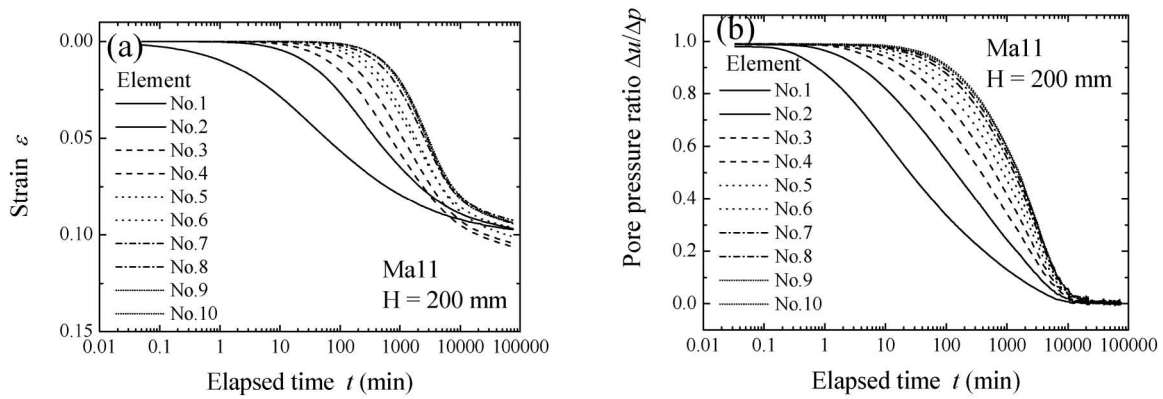 (a)
0.00
0.05
0.10
0.15
Strain ε
Element
No.1
No.2
No.3
No.4
No.5
No.6
No.7
No.8
No.9
No.10
Ma11
H = 200 mm
0.01 0.1 1 10 100 1000 10000 100000
Elapsed time t (min)
(b)
1.0
0.8
0.6
0.4
0.2
0.0
Pore pressure ratio Δu/Δp
Ma11
H = 200 mm
Element
No.1
No.2
No.3
No.4
No.5
No.6
No.7
No.8
No.9
No.10
0.01 0.1 1 10 100 1000 10000 100000
Elapsed time t (min)